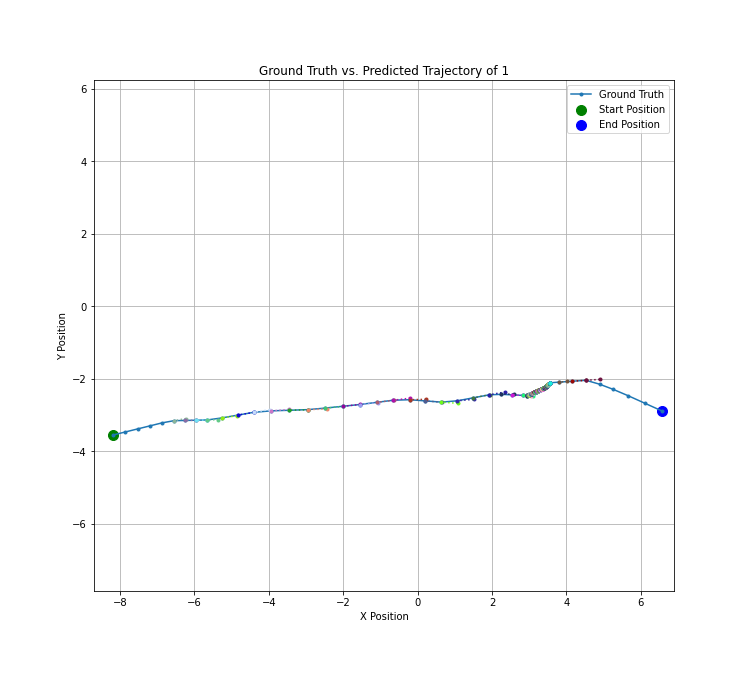 Ground Truth vs. Predicted Trajectory of 1
Ground Truth
Start Position
End Position
6
4
2
0
−2
−4
−6
Y Position
−8 −6 −4 −2 0 2 4 6
X Position